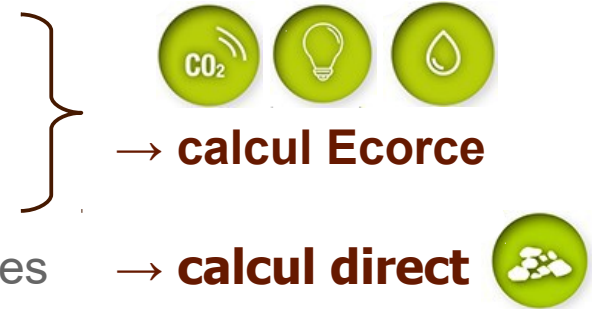 CO₂
→ calcul Ecorce
es → calcul direct